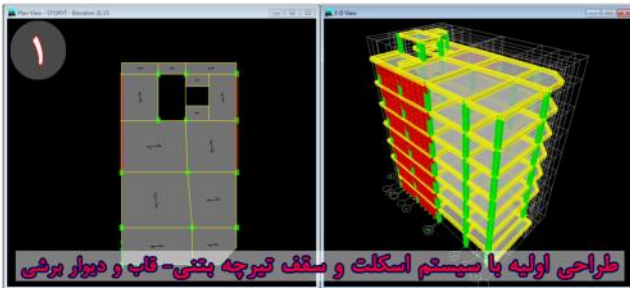 Plan View - STORY7 - Elevation 25.25
3-D View
۱
طراحی اولیه با سیستم اسکلت و سقف تیرچه بتنی- قاب و دیوار برشی